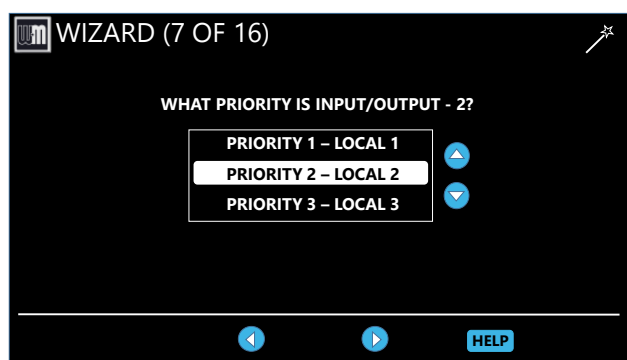 wm WIZARD (7 OF 16)
WHAT PRIORITY IS INPUT/OUTPUT - 2?
PRIORITY 1 – LOCAL 1
PRIORITY 2 – LOCAL 2
PRIORITY 3 – LOCAL 3
HELP